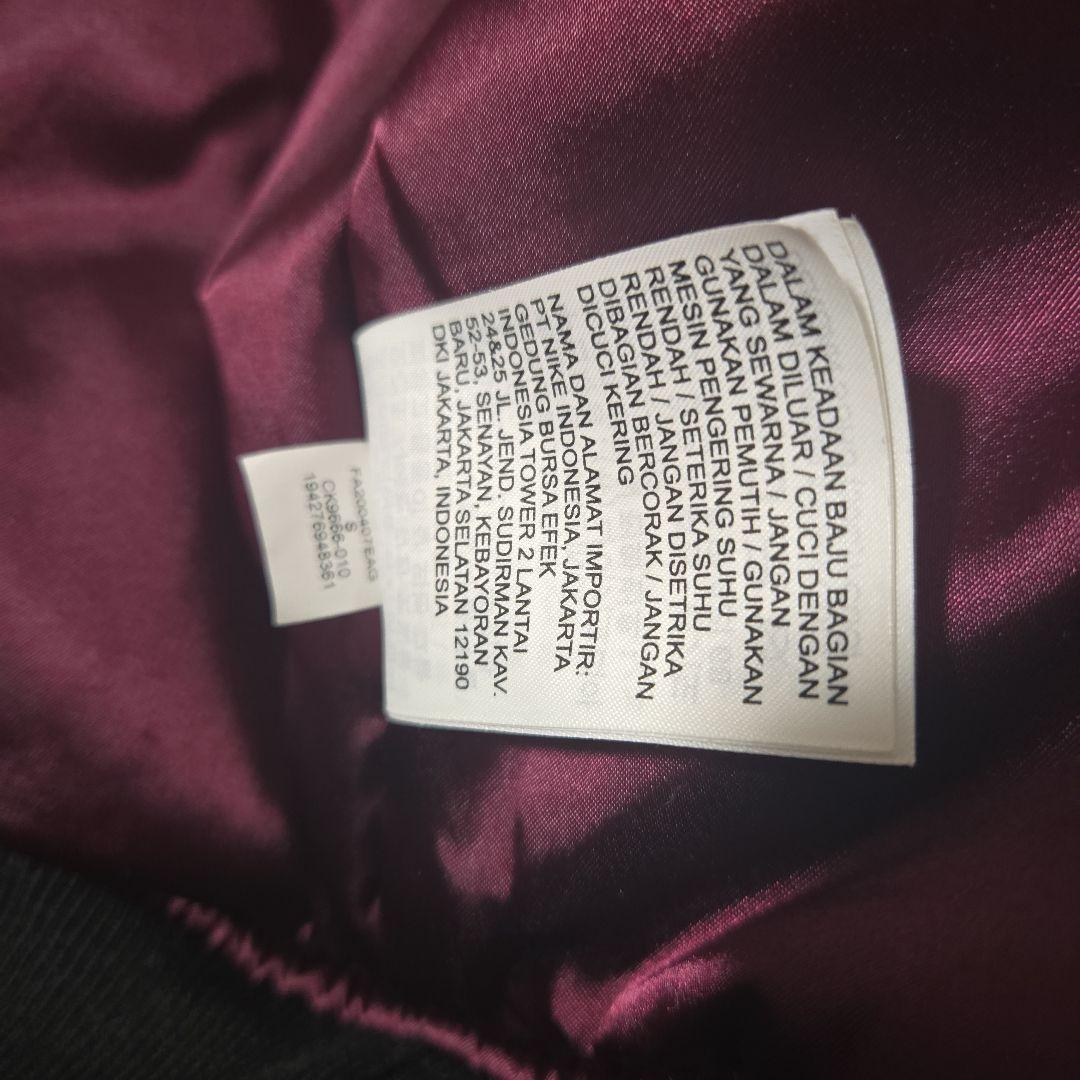 DALAM KEADAAN BAJU BAGIAN
DALAM DILUAR / CUCI DENGAN
YANG SEWARNA / JANGAN
GUNAKAN PEMUTIH / GUNAKAN
MESIN PENGERING SUHU
RENDAH / SETERIKA SUHU
RENDAH / JANGAN DISETRIKA
DIBAGIAN BERCORAK / JANGAN
DICUCI KERING
NAMA DAN ALAMAT IMPORTIR:
PT NIKE INDONESIA, JAKARTA
GEDUNG BURSA EFEK
INDONESIA TOWER 2 LANTAI
24&25 JL. JEND. SUDIRMAN KAV.
52-53, SENAYAN, KEBAYORAN
BARU, JAKARTA SELATAN 12190
DKI JAKARTA, INDONESIA
FA200407EAG
S
CK9666-010
194276948361